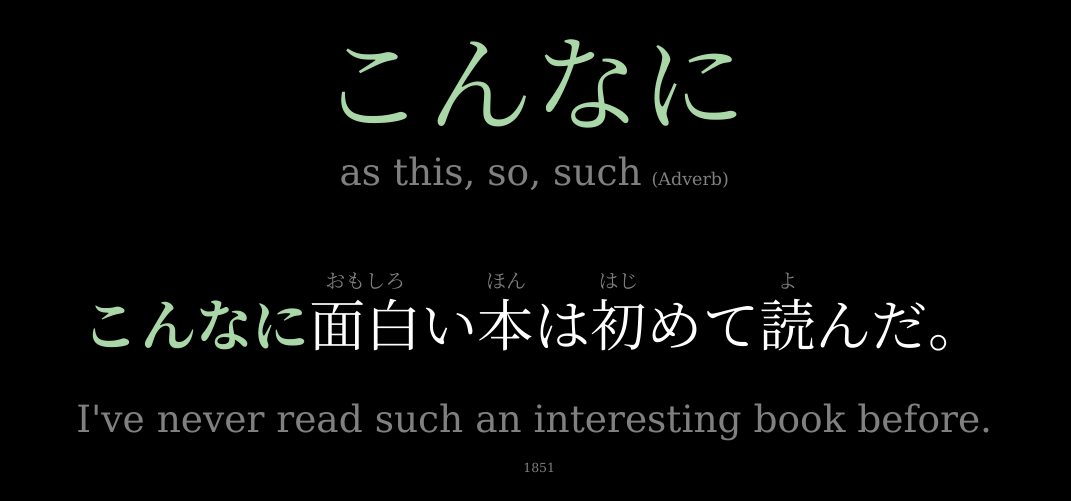 こんなに
as this, so, such (Adverb)
おもしろ ほん はじ よ
こんなに面白い本は初めて読んだ。
I've never read such an interesting book before.
1851